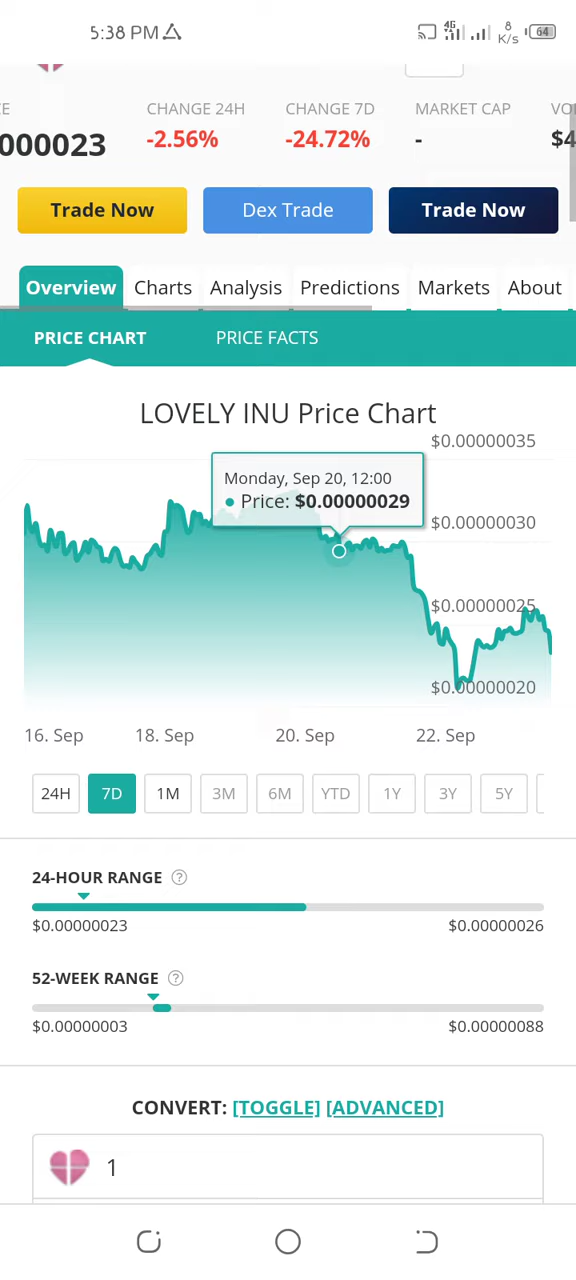 5:38 PM
4G
8
K/s
64
CHANGE 24H CHANGE 7D MARKET CAP
000023 -2.56% -24.72% - $4
Trade Now Dex Trade Trade Now
Overview Charts Analysis Predictions Markets About
PRICE CHART PRICE FACTS
LOVELY INU Price Chart
$0.00000035
Monday, Sep 20, 12:00
Price: $0.00000029
$0.00000030
$0.00000025
$0.00000020
16. Sep 18. Sep 20. Sep 22. Sep
24H 7D 1M 3M 6M YTD 1Y 3Y 5Y
24-HOUR RANGE ?
$0.00000023 $0.00000026
52-WEEK RANGE ?
$0.00000003 $0.00000088
CONVERT: [TOGGLE] [ADVANCED]
1